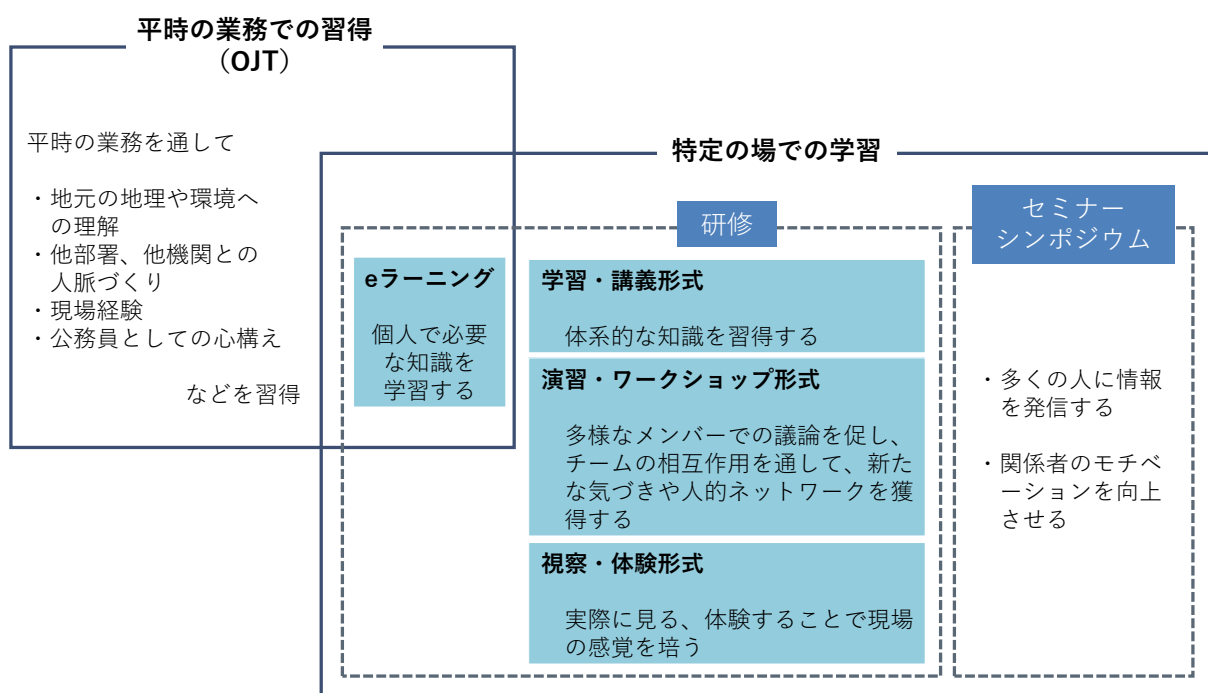 平時の業務での習得
（OJT）
平時の業務を通して
・地元の地理や環境へ
の理解
・他部署、他機関との
人脈づくり
・現場経験
・公務員としての心構え
などを習得
特定の場での学習
研修
eラーニング
個人で必要
な知識を
学習する
学習・講義形式
体系的な知識を習得する
演習・ワークショップ形式
多様なメンバーでの議論を促し、
チームの相互作用を通して、新た
な気づきや人的ネットワークを獲
得する
視察・体験形式
実際に見る、体験することで現場
の感覚を培う
セミナー
シンポジウム
・多くの人に情報
を発信する
・関係者のモチベ
ーションを向上
させる